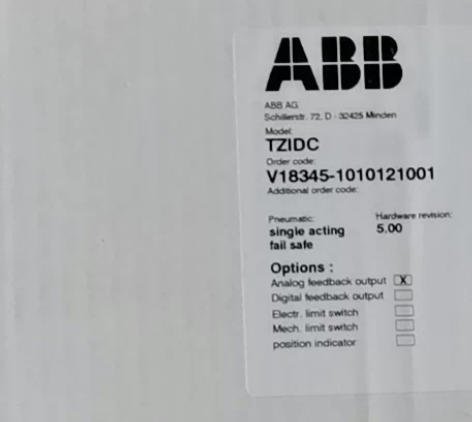 ABB
ABB AG
Schillerstr. 72, D - 32425 Minden
Model:
TZIDC
Order code:
V18345-1010121001
Additional order code:
Pneumatic: Hardware revision:
single acting 5.00
fail safe
Options :
Analog feedback output X
Digital feedback output
Electr. limit switch
Mech. limit switch
position indicator